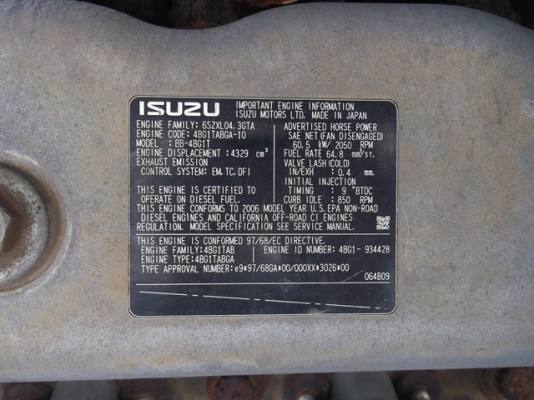 ISUZU
IMPORTANT ENGINE INFORMATION
ISUZU MOTORS LTD. MADE IN JAPAN
ENGINE FAMILY: 6SZXL04.3GTA
ENGINE CODE: 4BG1TABGA-10
MODEL: BB-4BG1T
ENGINE DISPLACEMENT: 4329 cm³
EXHAUST EMISSION
CONTROL SYSTEM: EM, TC, DFI
THIS ENGINE IS CERTIFIED TO
OPERATE ON DIESEL FUEL.
ADVERTISED HORSE POWER
SAE NET (FAN DISENGAGED)
60.5 kW/ 2050 RPM
FUEL RATE 64.8 mm³/st.
VALVE LASH (COLD)
IN/EXH : 0.4 mm
INITIAL INJECTION
TIMING : 9 °BTDC
CURB IDLE: 850 RPM
THIS ENGINE CONFORMS TO 2006 MODEL YEAR U.S.EPA NON-ROAD
DIESEL ENGINES AND CALIFORNIA OFF-ROAD CI ENGINES
REGULATION REFER TO SPECIFICATION SEE SERVICE MANUAL.
THIS ENGINE IS CONFORMED 97/68/EC DIRECTIVE.
ENGINE FAMILY: 4BG1TAB
ENGINE ID NUMBER: 4BG1- 934428
ENGINE TYPE: 4BG1TABGA
TYPE APPROVAL NUMBER: e9*97/68GA*00/000XX*3026*00
064B09